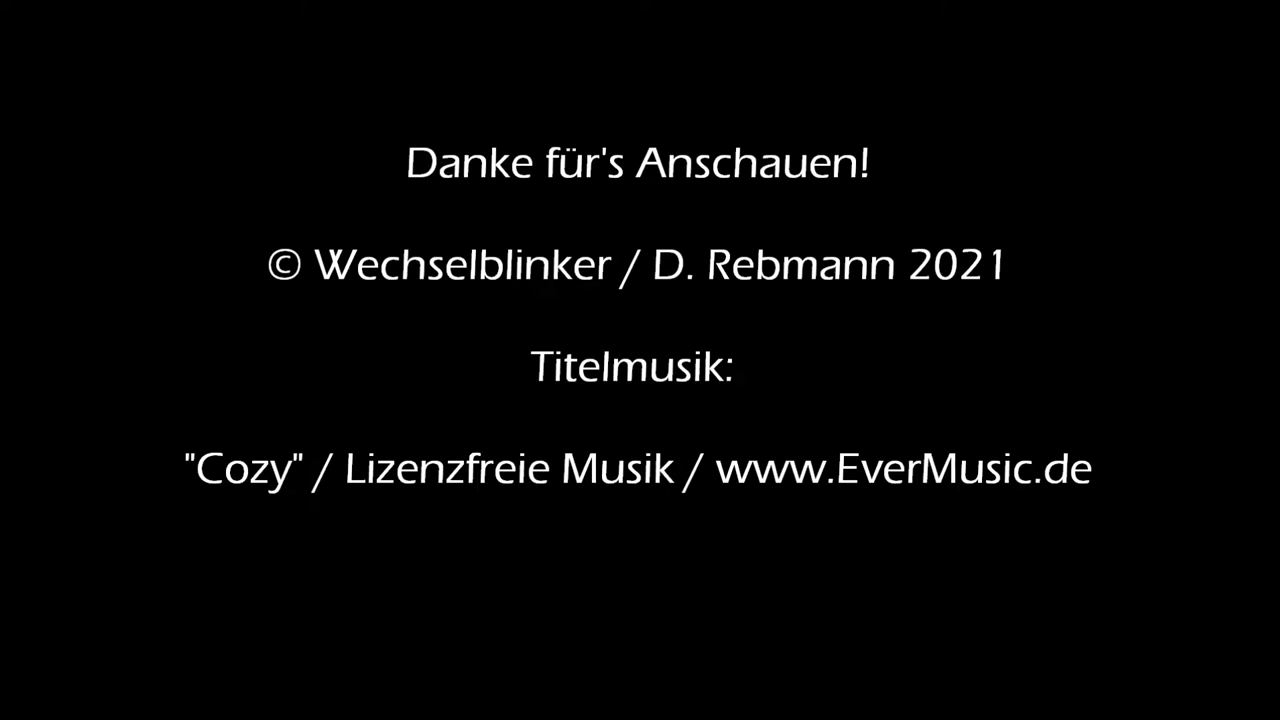 Danke für's Anschauen!
© Wechselblinker / D. Rebmann 2021
Titelmusik:
"Cozy" / Lizenzfreie Musik / www.EverMusic.de